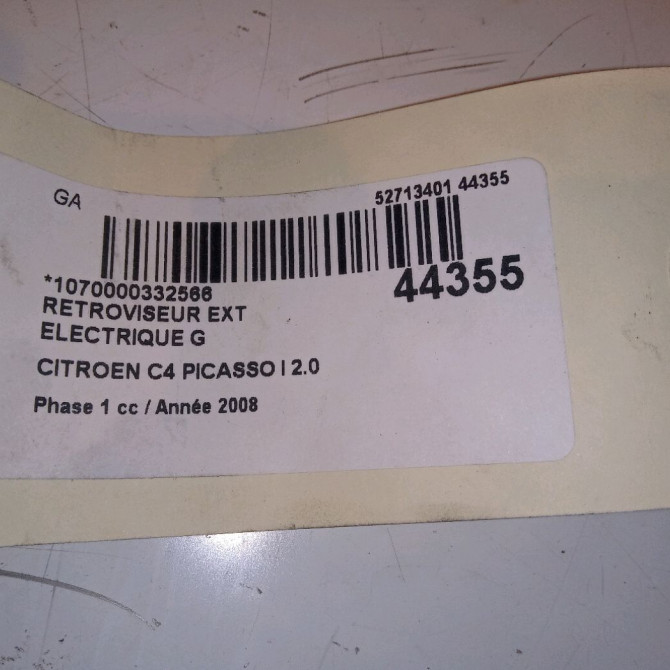 GA
52713401 44355
*1070000332566
44355
RETROVISEUR EXT
ELECTRIQUE G
CITROEN C4 PICASSO I 2.0
Phase 1 cc / Année 2008